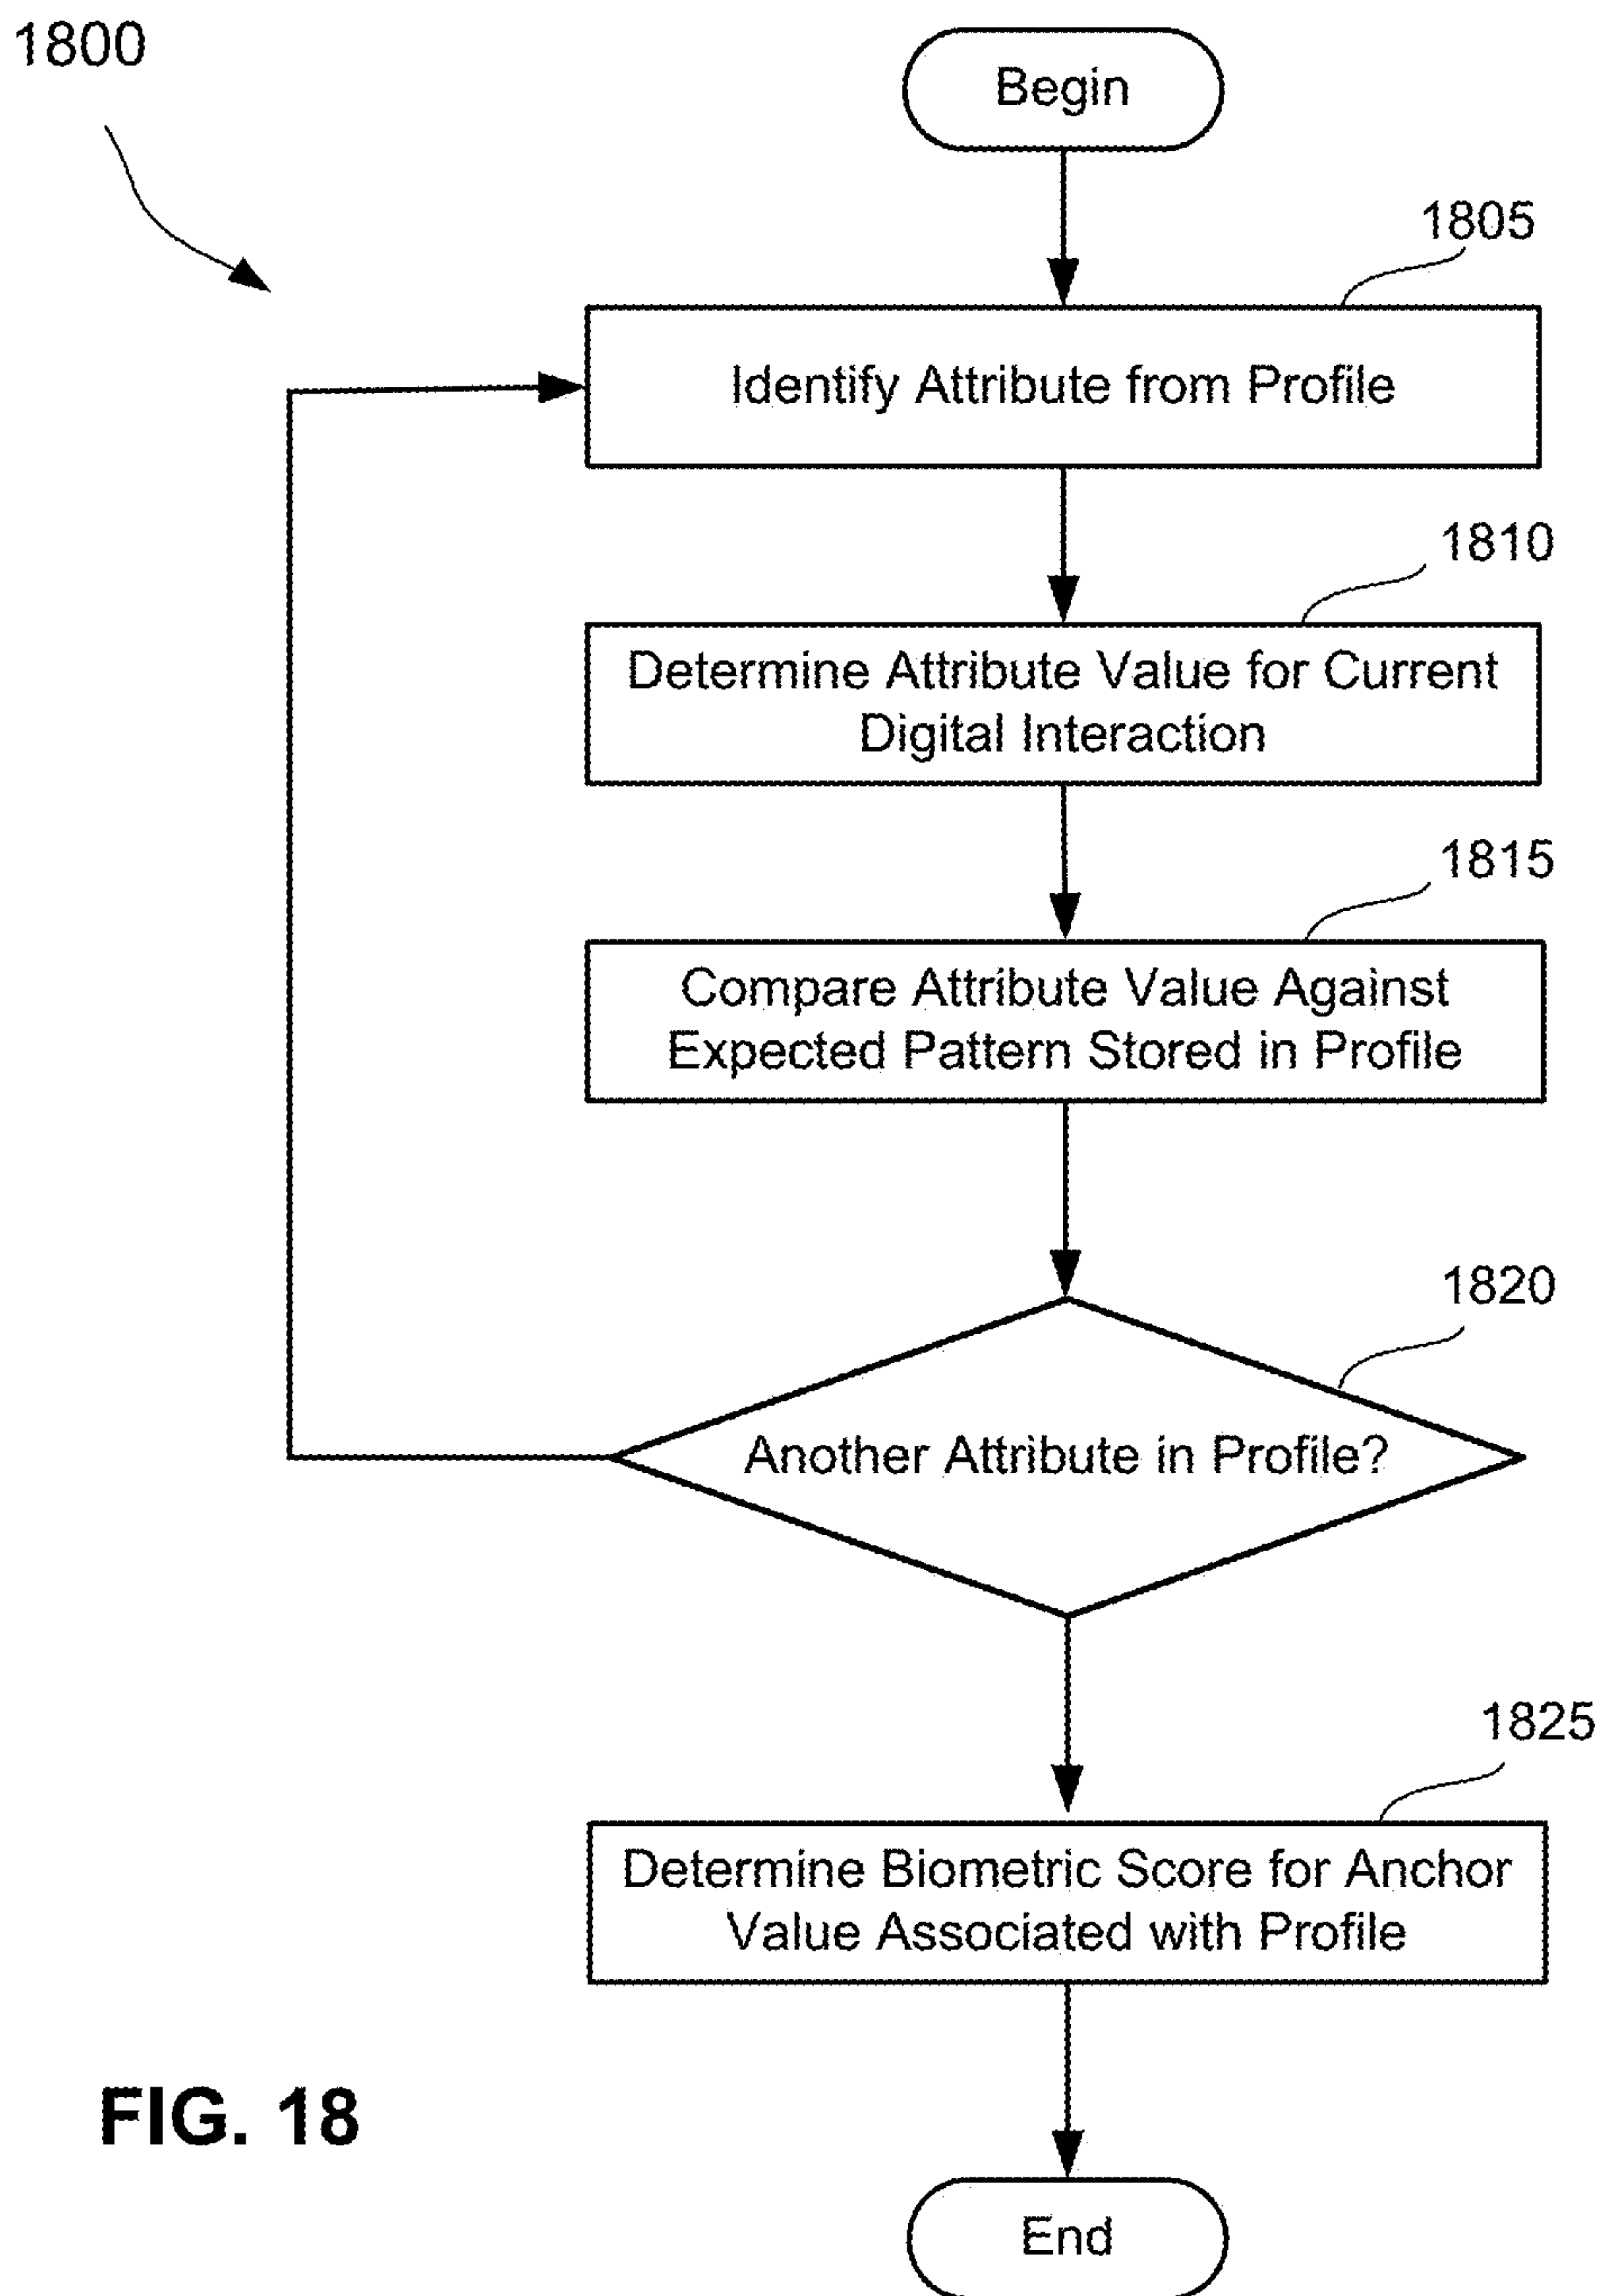 1800
Begin
1805
Identify Attribute from Profile
1810
Determine Attribute Value for Current
Digital Interaction
1815
Compare Attribute Value Against
Expected Pattern Stored in Profile
1820
Another Attribute in Profile?
1825
Determine Biometric Score for Anchor
Value Associated with Profile
FIG. 18
End